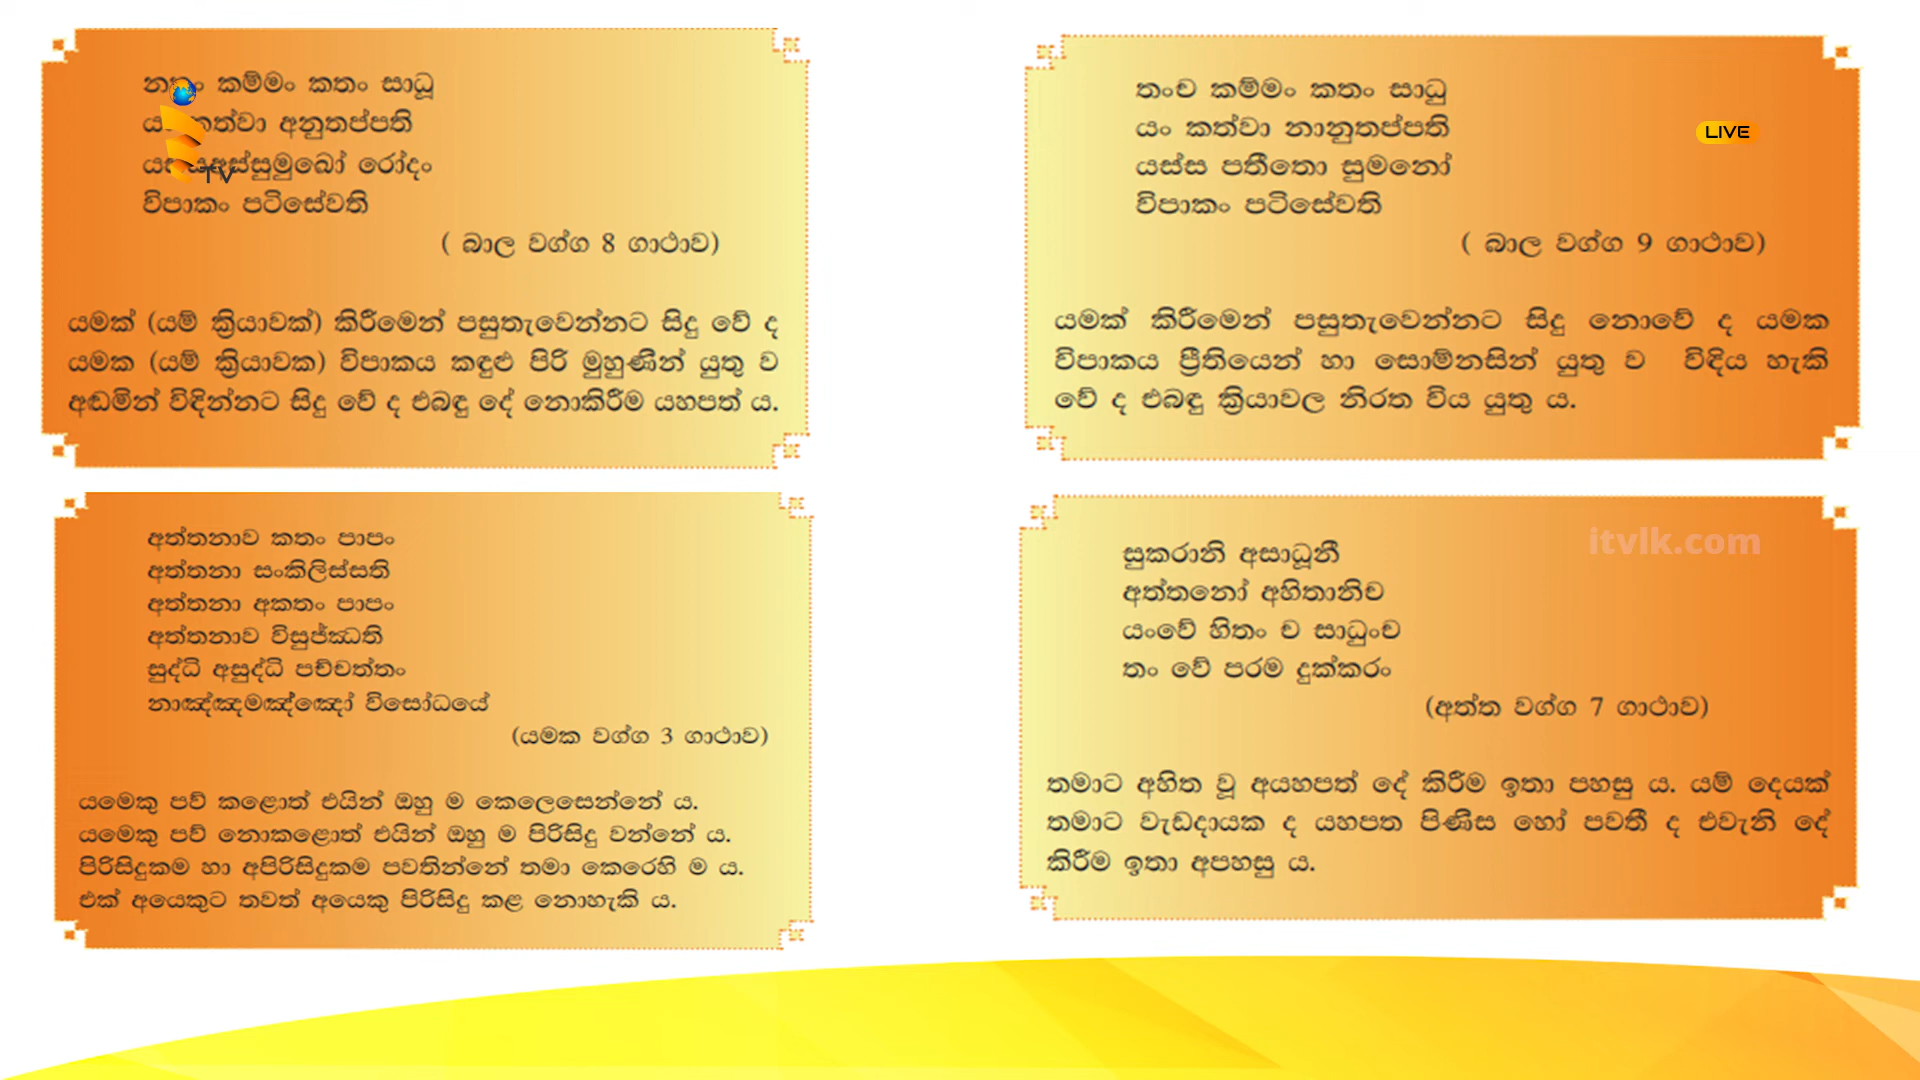 කම්මං කතං සාධූ
අනුතප්පති
රෝදං
විපාකං පටිසේවති
( බාල වග්ග 8 ගාථාව)
යමක් (යම් ක්‍රියාවක්) කිරීමෙන් පසුතැවෙන්නට සිදු වේ ද
යමක (යම් ක්‍රියාවක) විපාකය කඳුළු පිරි මුහුණින් යුතු ව
අඬමින් විඳින්නට සිදු වේ ද එබඳු දේ නොකිරීම යහපත් ය.
TV
තංච කම්මං කතං සාධු
යං කත්වා නානුතප්පති
යස්ස පතීතො සුමනෝ
විපාකං පටිසේවති
( බාල වග්ග 9 ගාථාව)
යමක් කිරීමෙන් පසුතැවෙන්නට සිදු නොවේ ද යමක
විපාකය ප්‍රීතියෙන් හා සොම්නසින් යුතු ව විඳිය හැකි
වේ ද එබඳු ක්‍රියාවල නිරත විය යුතු ය.
LIVE
අත්තනාව කතං පාපං
අත්තනා සංකිලිස්සති
අත්තනා අකතං පාපං
අත්තනාව විසුජ්ඣති
සුද්ධි අසුද්ධි පච්චත්තං
නාඤ්ඤමඤ්ඤෝ විසෝධයේ
(යමක වග්ග 3 ගාථාව)
යමෙකු පව් කළොත් එයින් ඔහු ම කෙලෙසෙන්නේ ය.
යමෙකු පව් නොකළොත් එයින් ඔහු ම පිරිසිදු වන්නේ ය.
පිරිසිදුකම හා අපිරිසිදුකම පවතින්නේ තමා කෙරෙහි ම ය.
එක් අයෙකුට තවත් අයෙකු පිරිසිදු කළ නොහැකි ය.
itvlk.com
සුකරානි අසාධූනී
අත්තනෝ අහිතානිච
යංවේ හිතං ච සාධුංච
තං වේ පරම දුක්කරං
(අත්ත වග්ග 7 ගාථාව)
තමාට අහිත වූ අයහපත් දේ කිරීම ඉතා පහසු ය. යම් දෙයක්
තමාට වැඩදායක ද යහපත පිණිස හෝ පවතී ද එවැනි දේ
කිරීම ඉතා අපහසු ය.